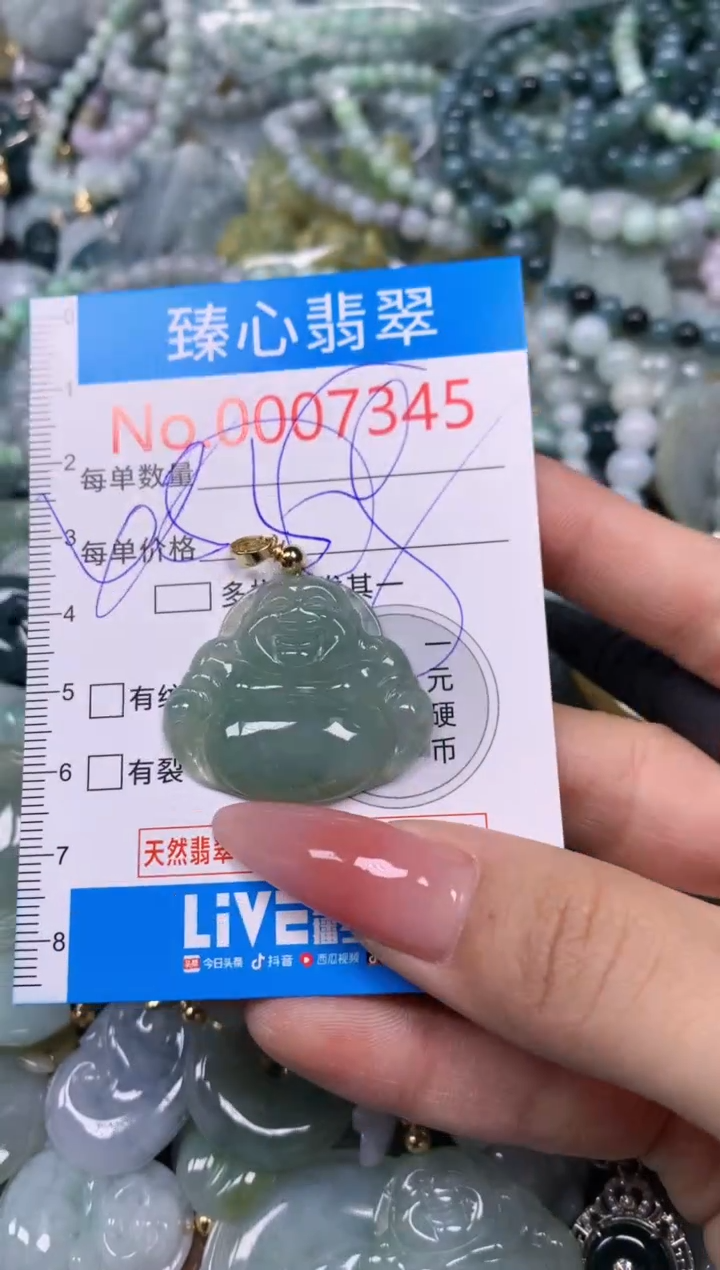 0
臻心翡翠
1
No.0007345
2
每单数量
3
每单价格
4
多 其一
一
元
硬
币
5
有纹
6
有裂
7
天然翡翠
8
LiVE
今日头条 抖音 西瓜视频